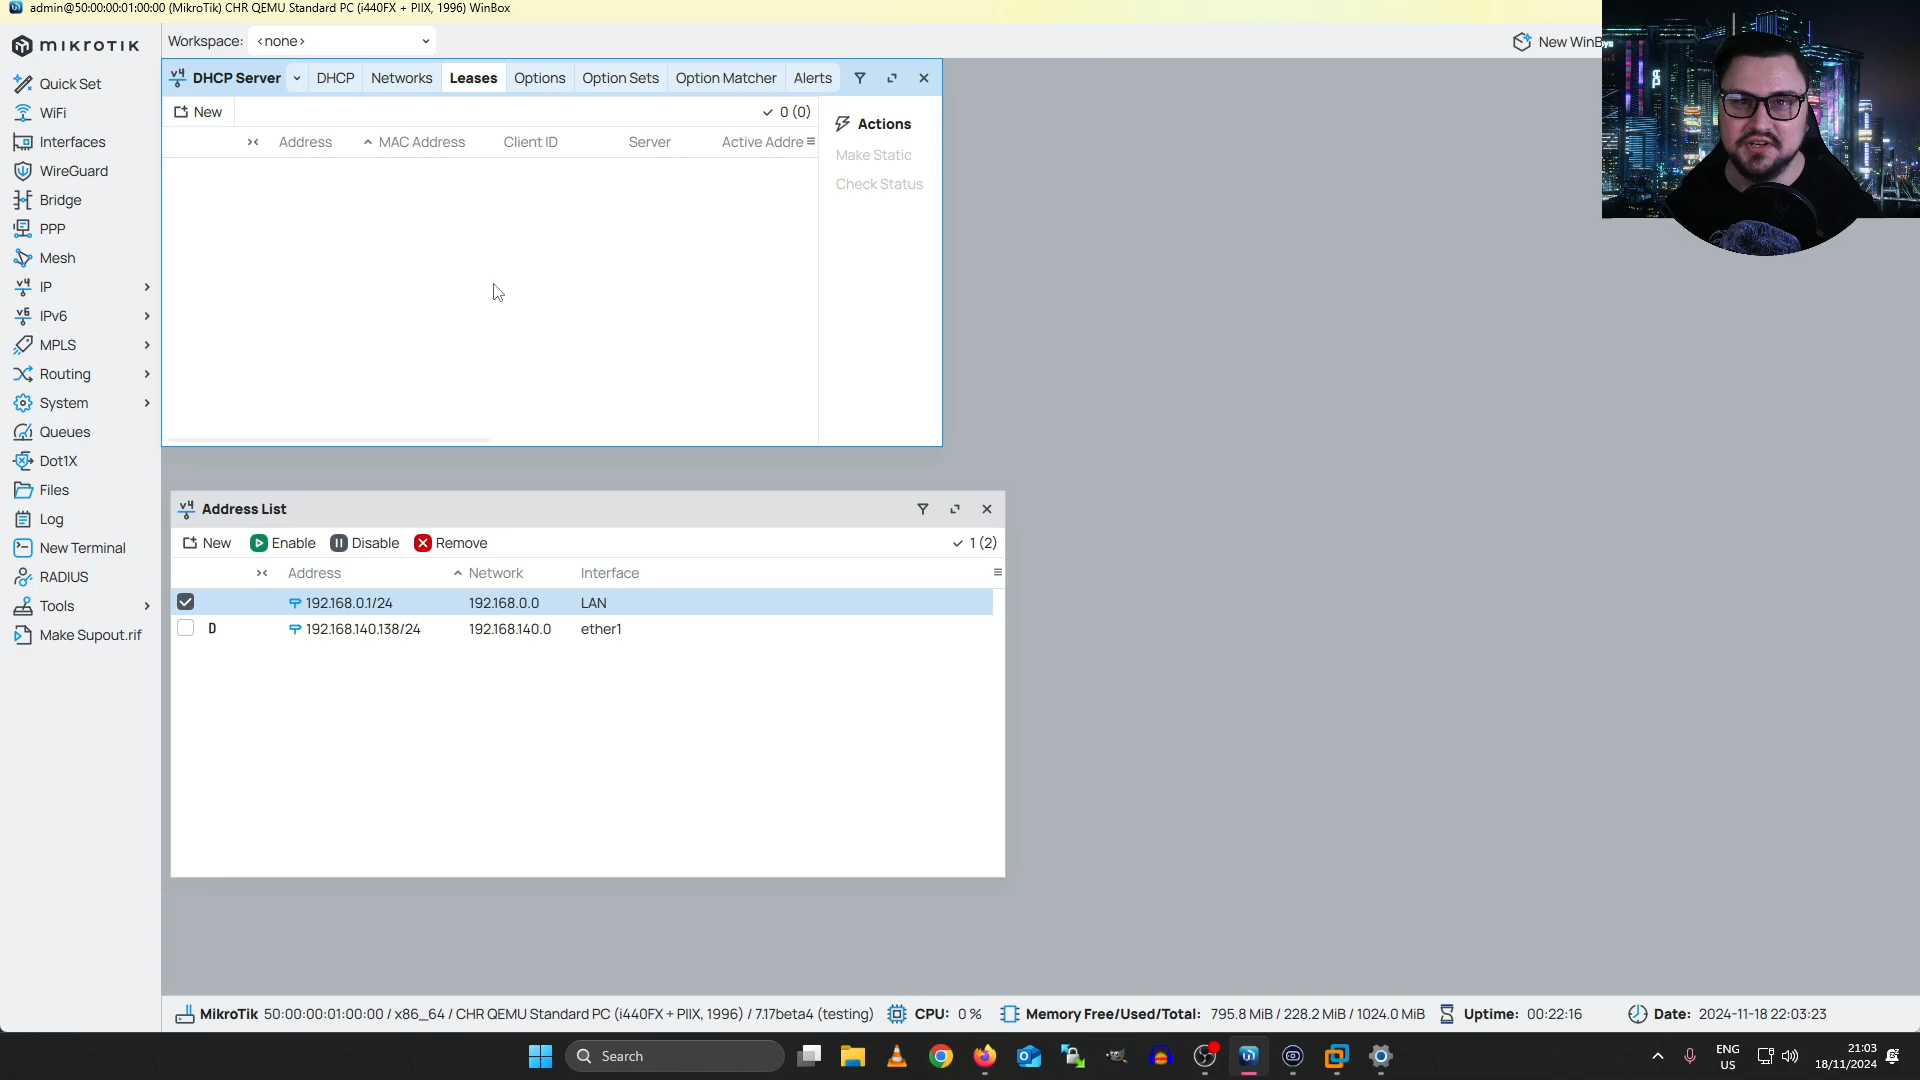 admin@50:00:00:01:00:00 (MikroTik) CHR QEMU Standard PC (i440FX + PIIX, 1996) WinBox
MIKROTIK
Workspace: <none>
New WinB
Quick Set
WiFi
Interfaces
WireGuard
Bridge
PPP
Mesh
IP
IPv6
MPLS
Routing
System
Queues
Dot1X
Files
Log
New Terminal
RADIUS
Tools
Make Supout.rif
DHCP Server DHCP Networks Leases Options Option Sets Option Matcher Alerts
New 0 (0)
Address MAC Address Client ID Server Active Addre
Actions
Make Static
Check Status
Address List
New Enable Disable Remove 1 (2)
Address Network Interface
192.168.0.1/24 192.168.0.0 LAN
D 192.168.140.138/24 192.168.140.0 ether1
MikroTik 50:00:00:01:00:00 / x86_64 / CHR QEMU Standard PC (i440FX + PIIX, 1996) / 7.17beta4 (testing) CPU: 0 % Memory Free/Used/Total: 795.8 MiB / 228.2 MiB / 1024.0 MiB Uptime: 00:22:16 Date: 2024-11-18 22:03:23
Search
ENG
US
21:03
18/11/2024